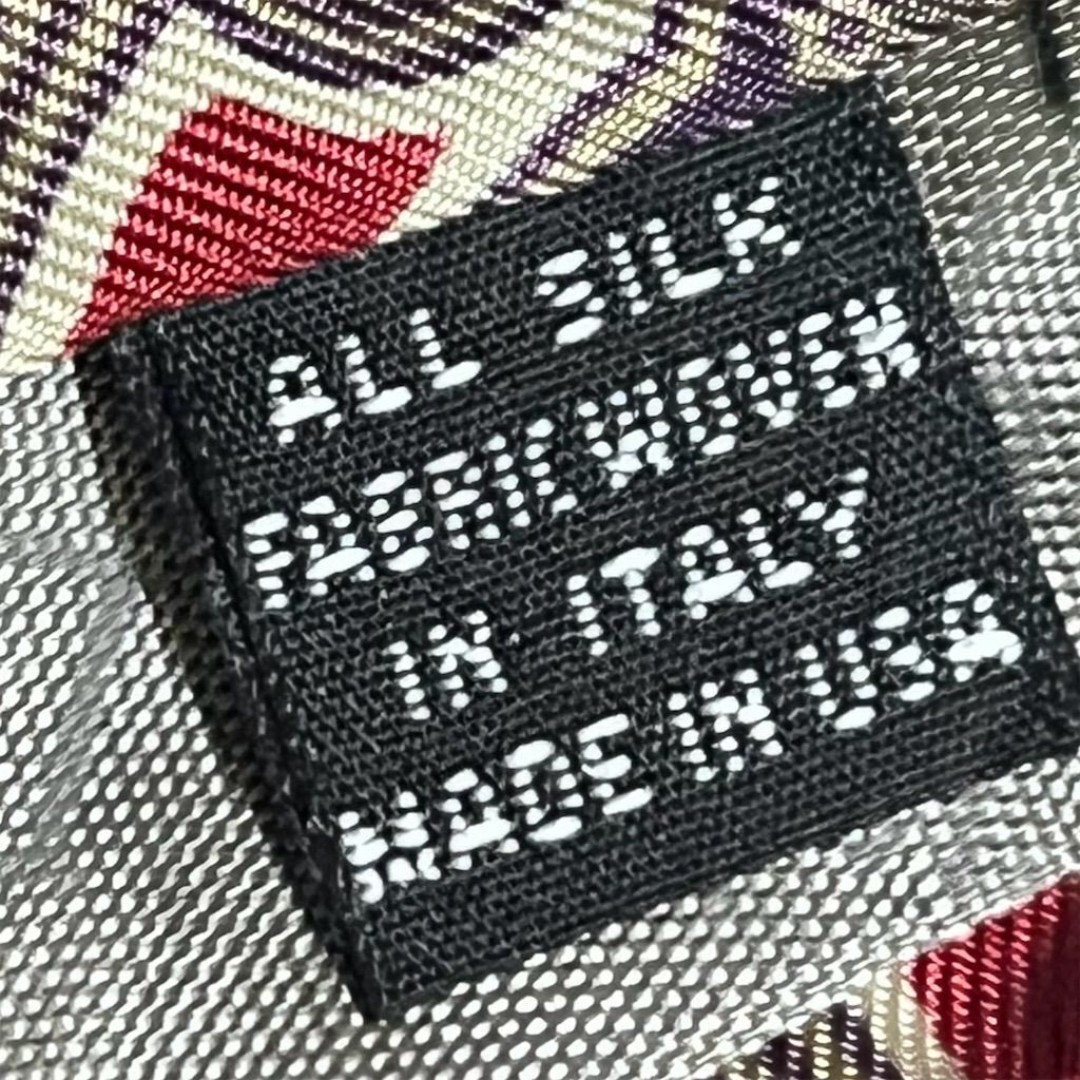 ALL SILK
FABRIC WOVEN
IN ITALY
MADE IN USA